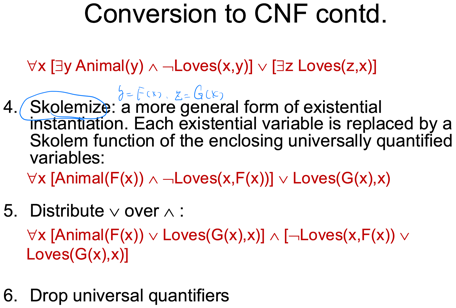 Conversion to CNF contd.
∀x [∃y Animal(y) ∧ ¬Loves(x,y)] ∨ [∃z Loves(z,x)]
y=F(x). z=G(x)
4. Skolemize: a more general form of existential
instantiation. Each existential variable is replaced by a
Skolem function of the enclosing universally quantified
variables:
∀x [Animal(F(x)) ∧ ¬Loves(x,F(x))] ∨ Loves(G(x),x)
5. Distribute ∨ over ∧ :
∀x [Animal(F(x)) ∨ Loves(G(x),x)] ∧ [¬Loves(x,F(x)) ∨
Loves(G(x),x)]
6. Drop universal quantifiers